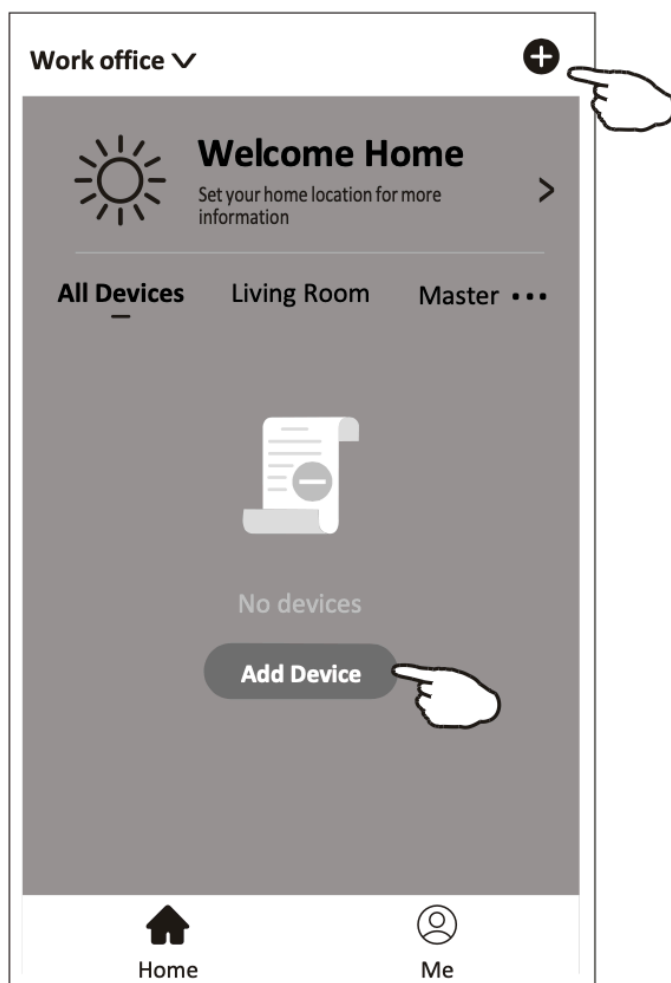 Work office
Welcome Home
Set your home location for more
information
All Devices
Living Room
Master
No devices
Add Device
Home
Me